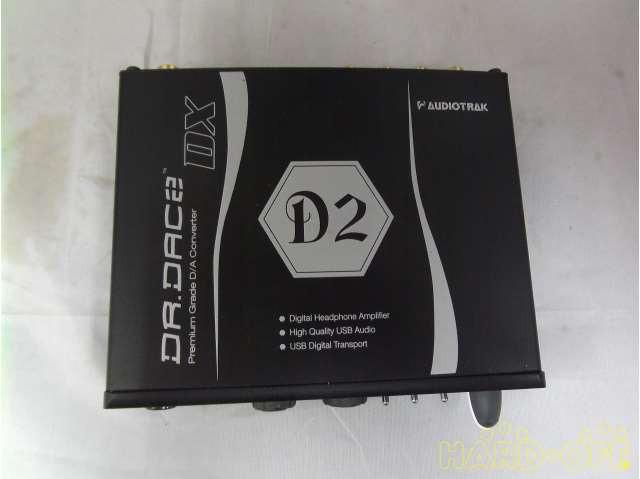 AUDIOTRAK
DR.DAC2 DX
™
Premium Grade D/A Converter
D2
Digital Headphone Amplifier
High Quality USB Audio
USB Digital Transport
HARD-OFF